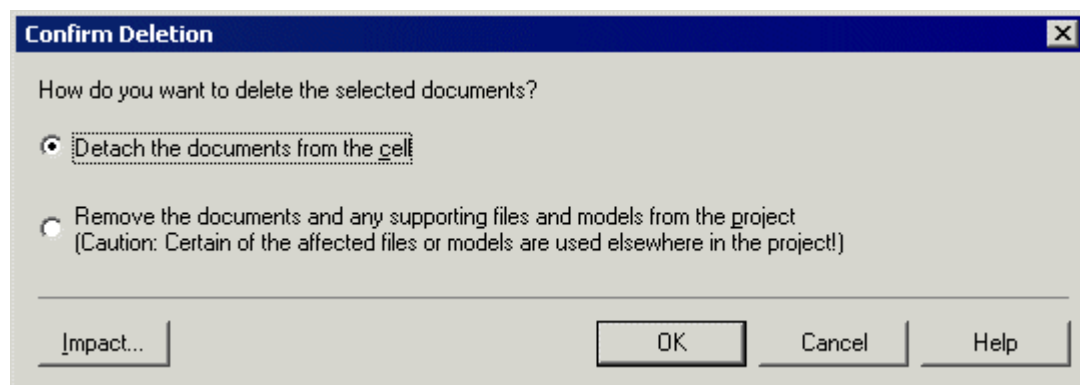 Confirm Deletion
How do you want to delete the selected documents?
Detach the documents from the cell
Remove the documents and any supporting files and models from the project
(Caution: Certain of the affected files or models are used elsewhere in the project!)
Impact... OK Cancel Help